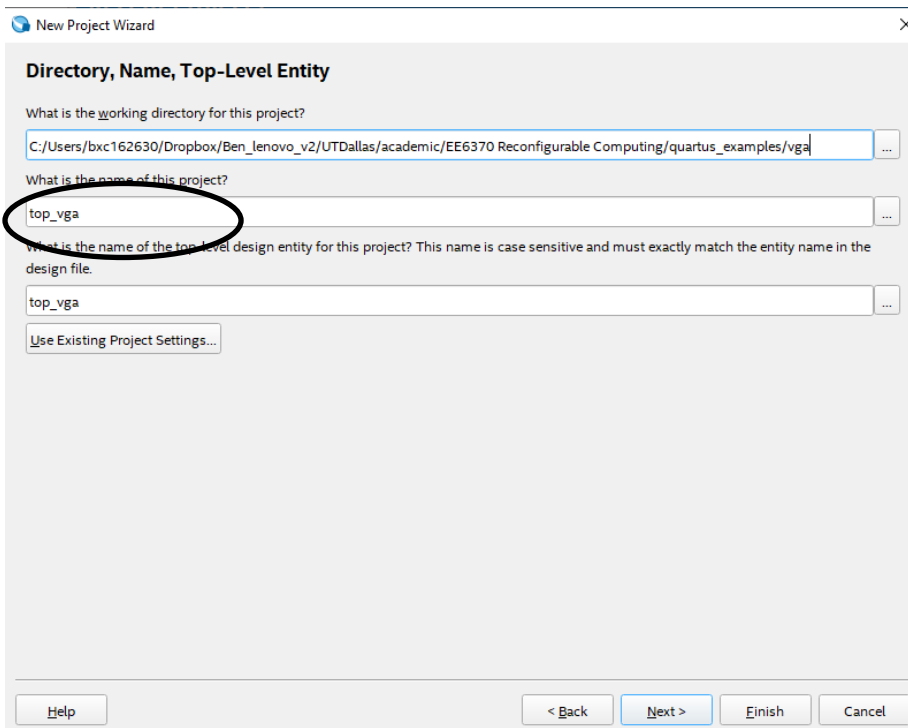 New Project Wizard
Directory, Name, Top-Level Entity
What is the working directory for this project?
C:/Users/bxc162630/Dropbox/Ben_lenovo_v2/UTDallas/academic/EE6370 Reconfigurable Computing/quartus_examples/vga
...
What is the name of this project?
top_vga
...
What is the name of the top-level design entity for this project? This name is case sensitive and must exactly match the entity name in the
design file.
top_vga
...
Use Existing Project Settings...
Help
< Back
Next >
Finish
Cancel